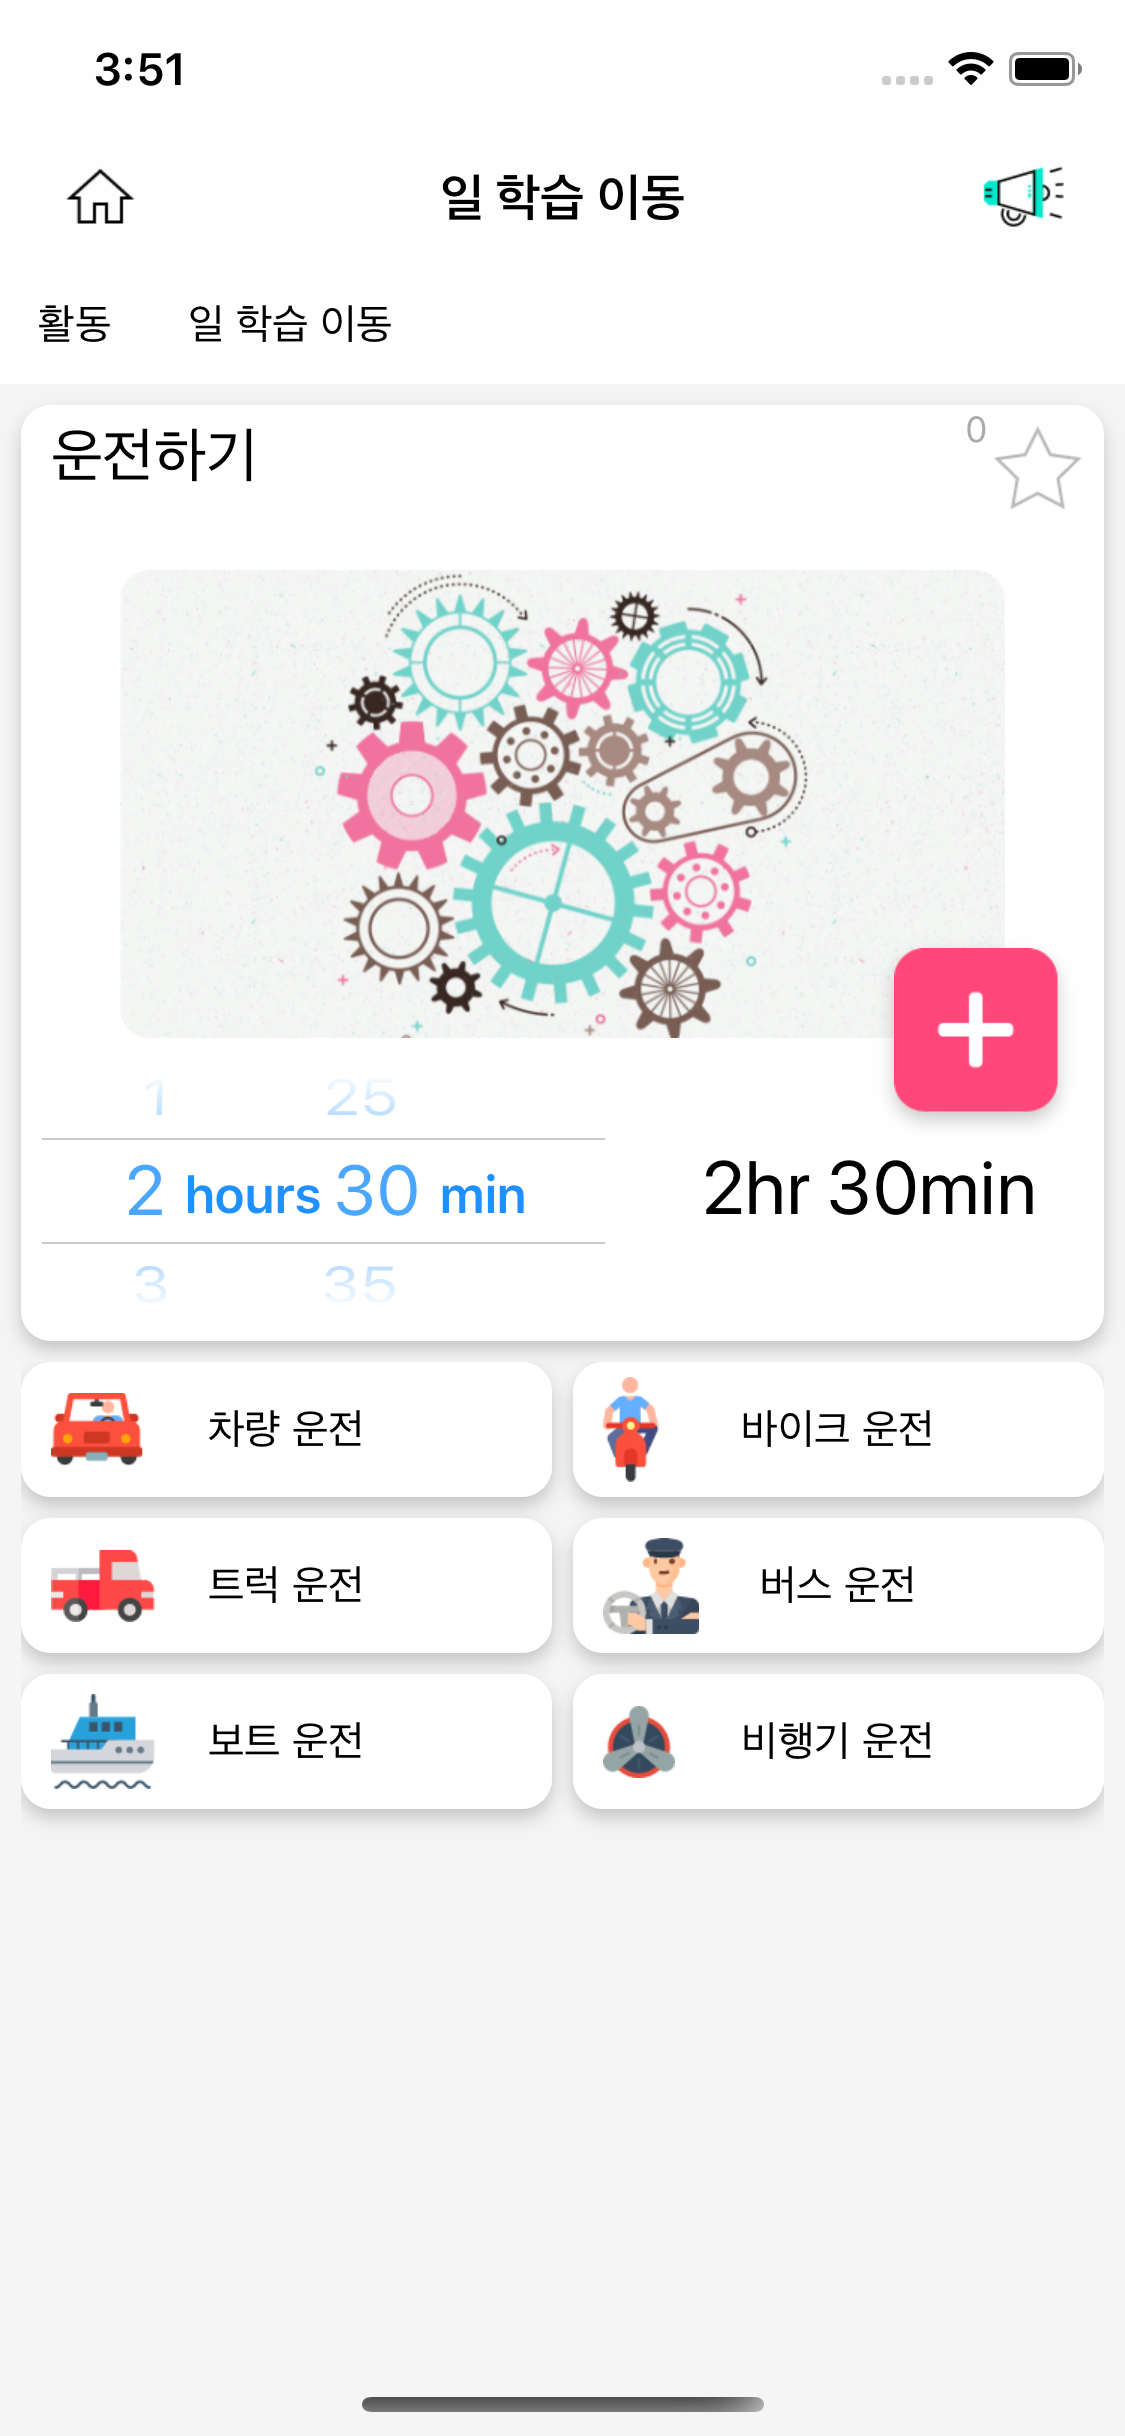 3:51
일 학습 이동
활동 일 학습 이동
운전하기
0
1 25
2 hours 30 min
2hr 30min
3 35
차량 운전
바이크 운전
트럭 운전
버스 운전
보트 운전
비행기 운전